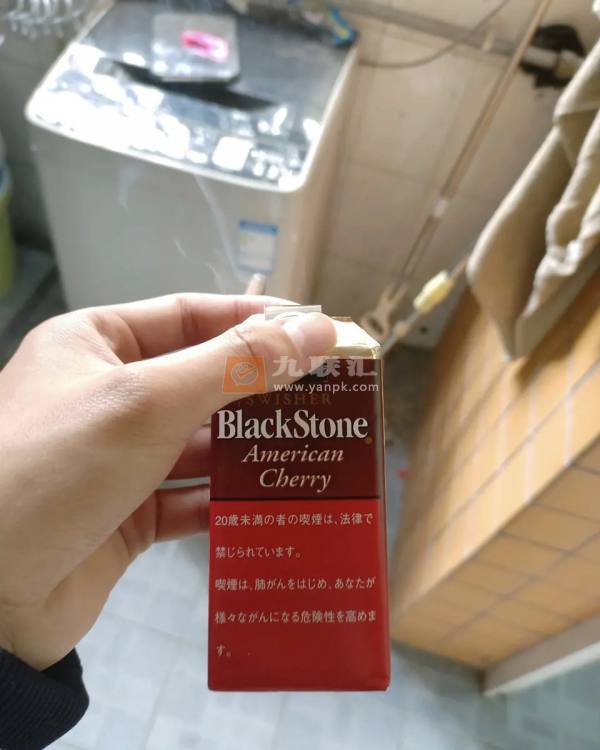 九联汇
www.yanpk.com
SWISHER
BlackStone®
American
Cherry
20歳未満の者の喫煙は、法律で
禁じられています。
喫煙は、肺がんをはじめ、あなたが
様々ながんになる危険性を高めま
す。